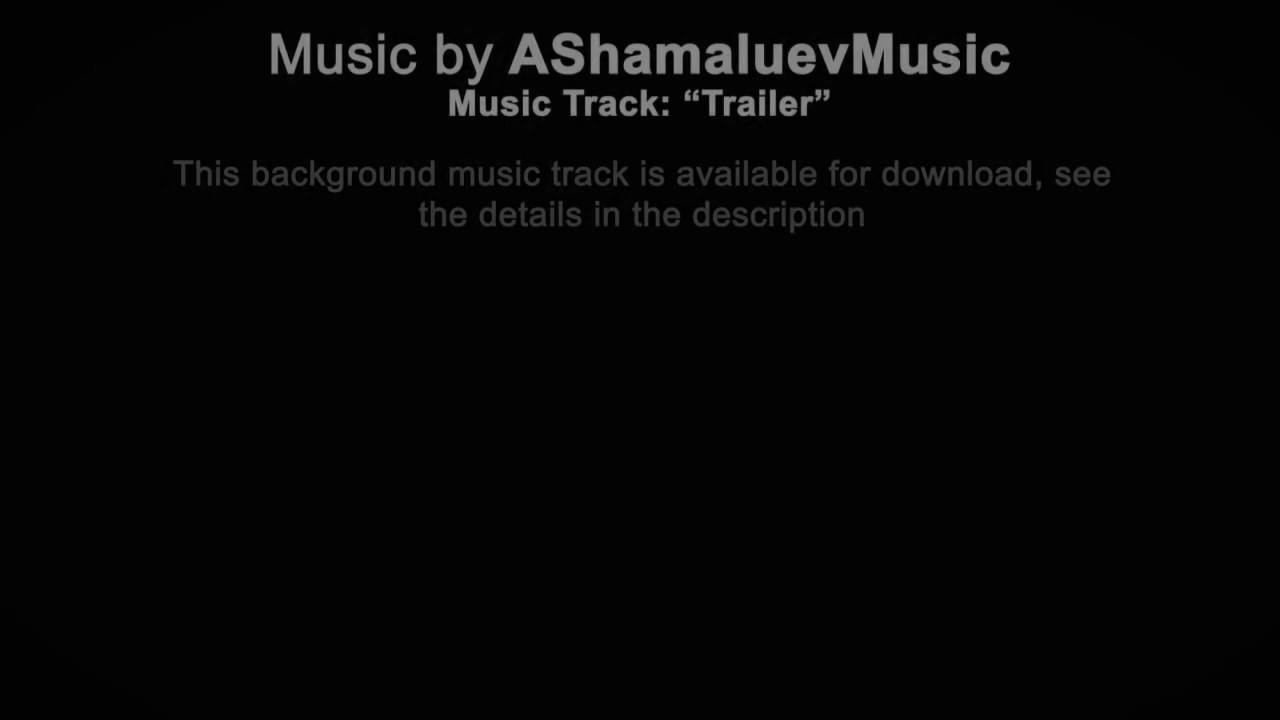 Music by AShamaluevMusic
Music Track: “Trailer”
This background music track is available for download, see
the details in the description